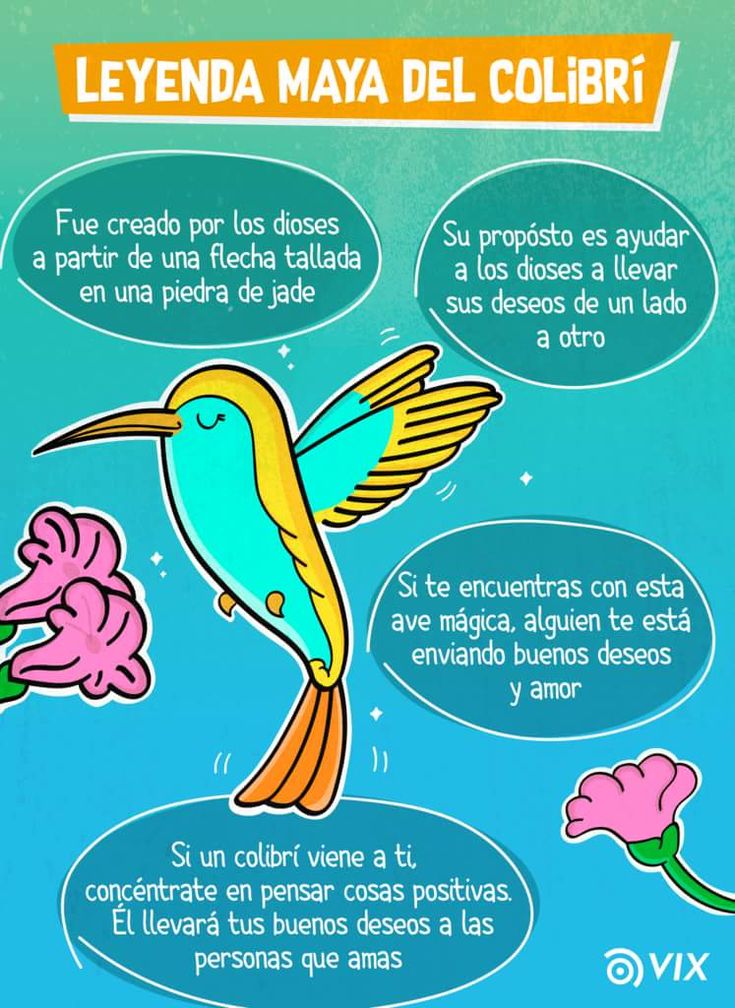 LEYENDA MAYA DEL COLIBRÍ
Fue creado por los dioses
a partir de una flecha tallada
en una piedra de jade
Su propósto es ayudar
a los dioses a llevar
sus deseos de un lado
a otro
Si te encuentras con esta
ave mágica, alguien te está
enviando buenos deseos
y amor
Si un colibrí viene a ti,
concéntrate en pensar cosas positivas.
Él llevará tus buenos deseos a las
personas que amas
VIX